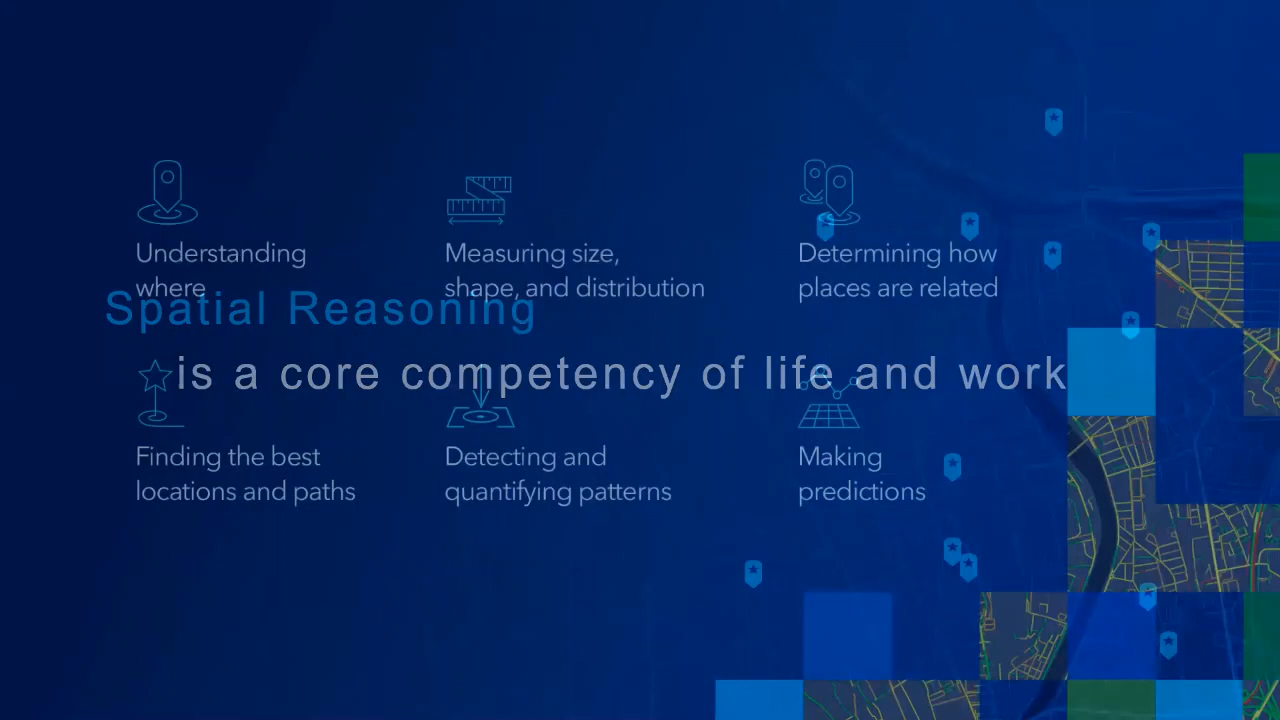 Understanding
where
Measuring size,
shape, and distribution
Determining how
places are related
Spatial Reasoning
is a core competency of life and work
Finding the best
locations and paths
Detecting and
quantifying patterns
Making
predictions